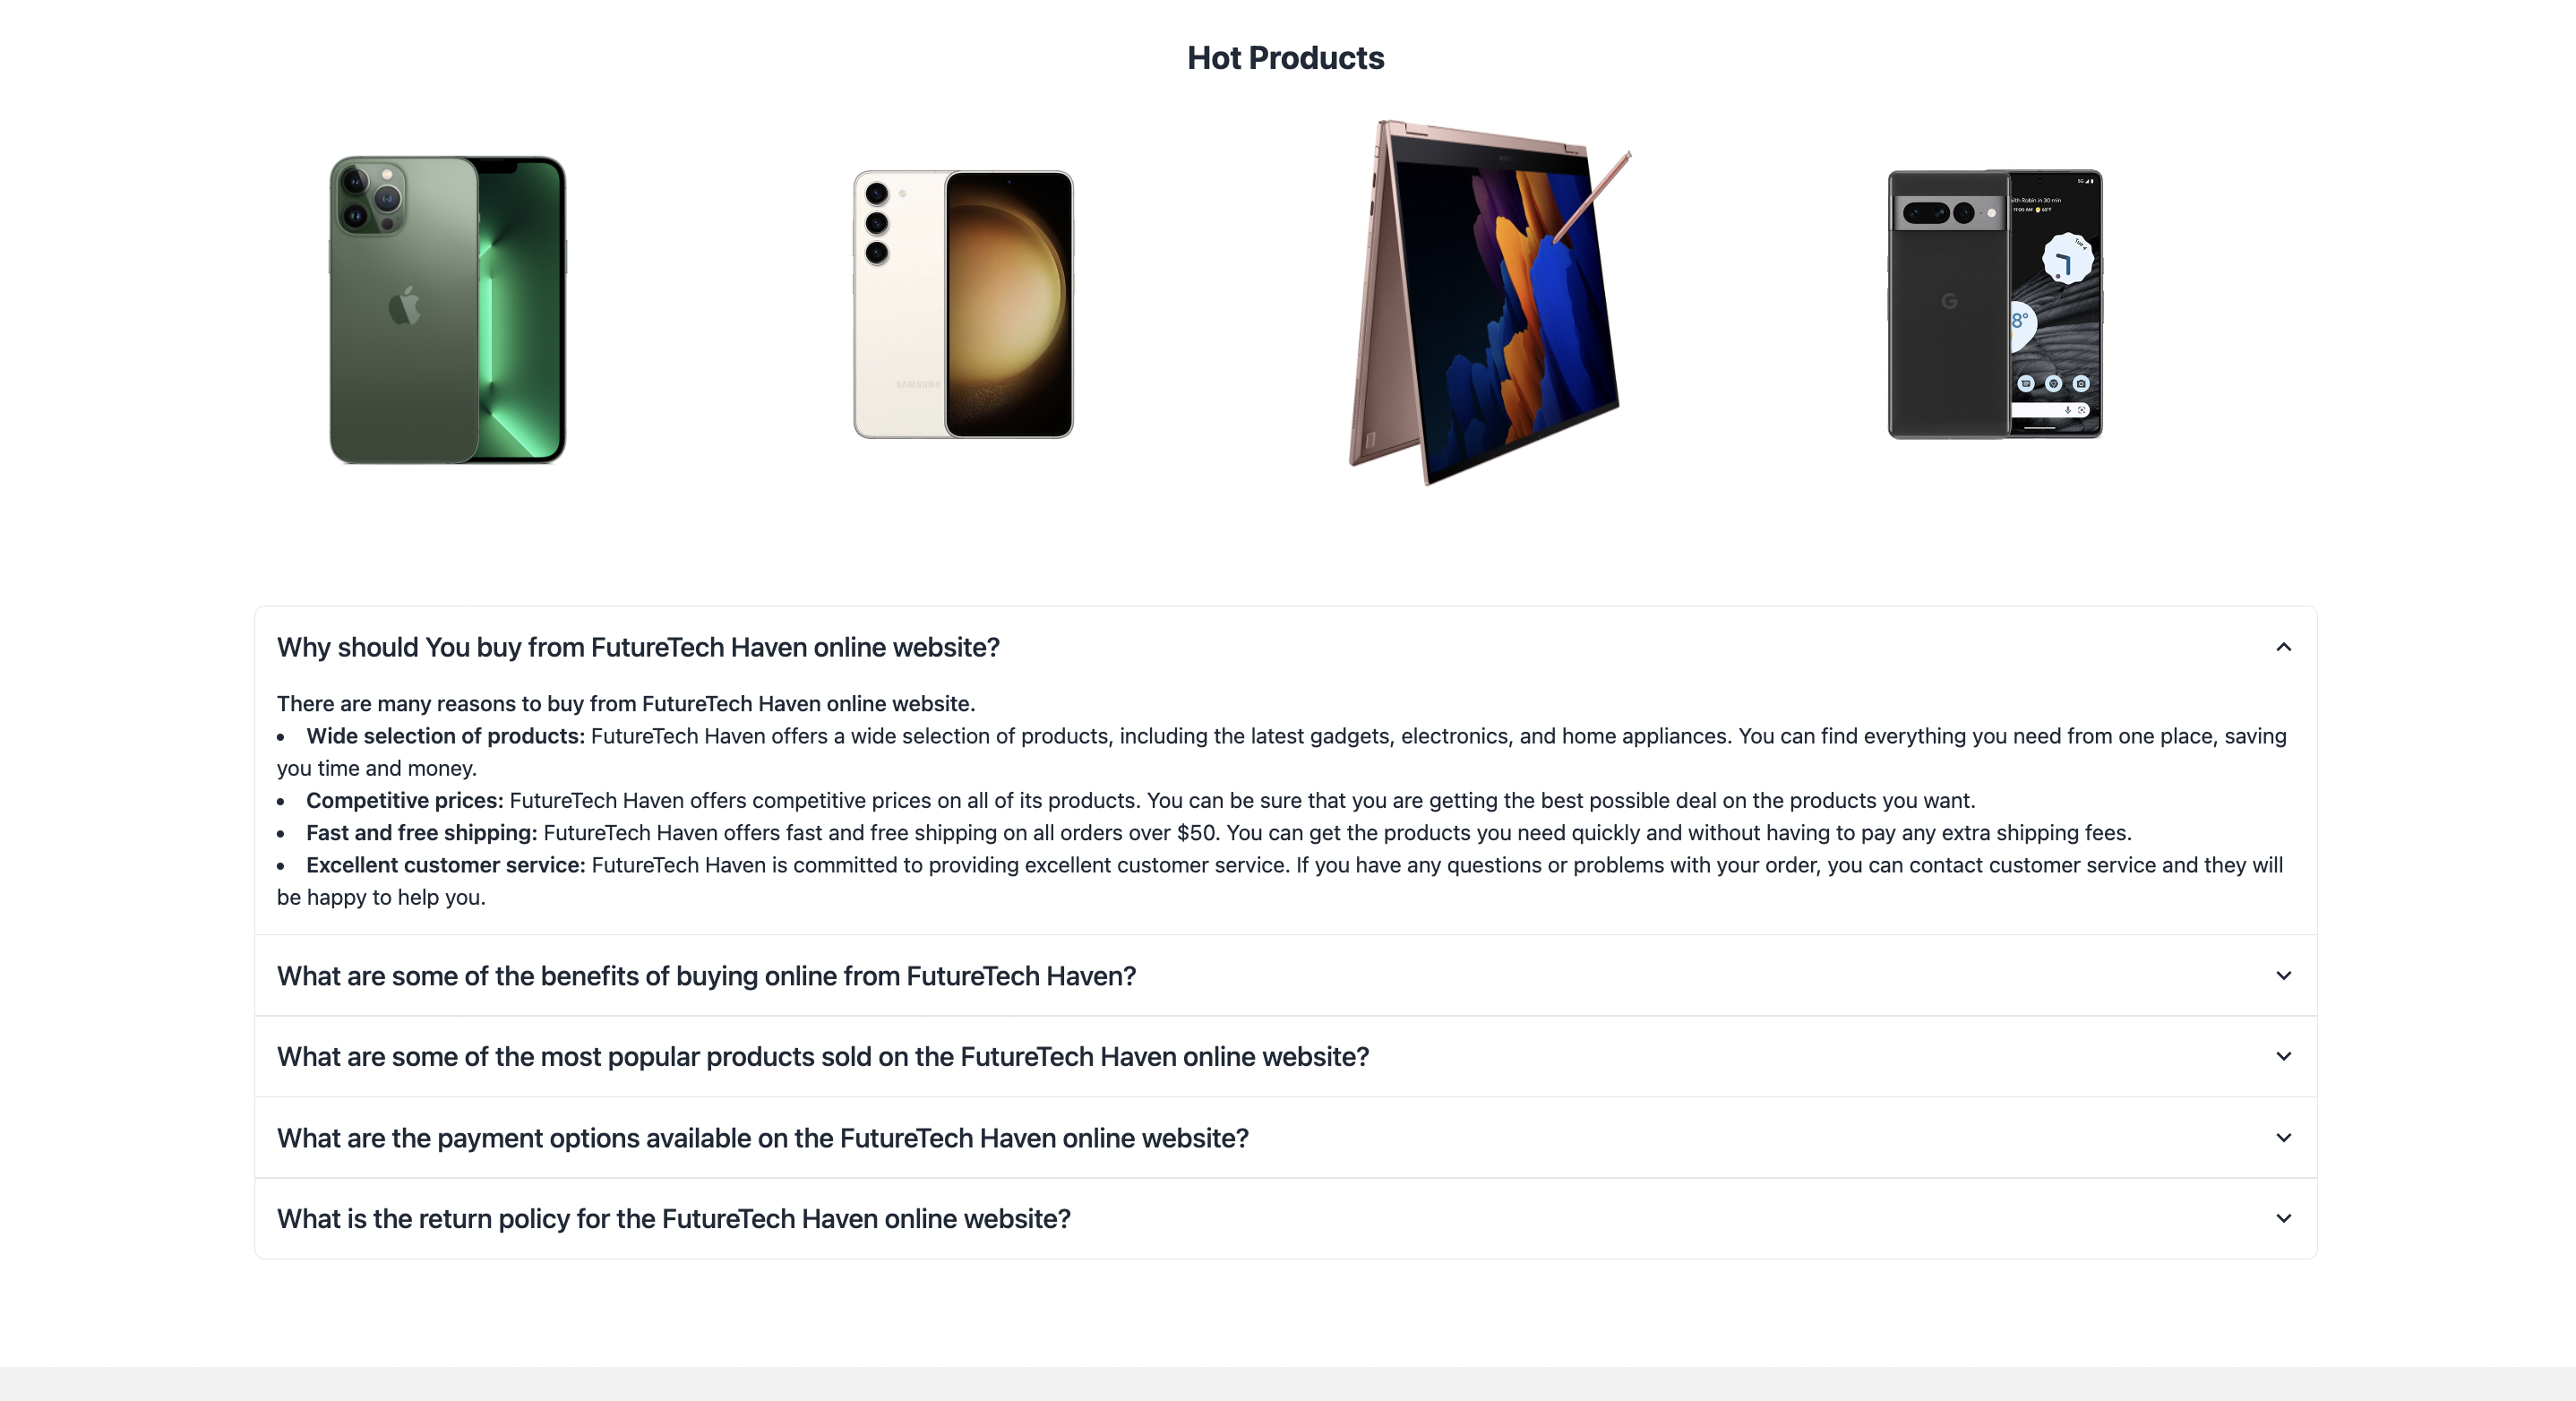 Hot Products
SAMSUNG
G
8°
Why should You buy from FutureTech Haven online website?
There are many reasons to buy from FutureTech Haven online website.
• Wide selection of products: FutureTech Haven offers a wide selection of products, including the latest gadgets, electronics, and home appliances. You can find everything you need from one place, saving
you time and money.
• Competitive prices: FutureTech Haven offers competitive prices on all of its products. You can be sure that you are getting the best possible deal on the products you want.
• Fast and free shipping: FutureTech Haven offers fast and free shipping on all orders over $50. You can get the products you need quickly and without having to pay any extra shipping fees.
• Excellent customer service: FutureTech Haven is committed to providing excellent customer service. If you have any questions or problems with your order, you can contact customer service and they will
be happy to help you.
What are some of the benefits of buying online from FutureTech Haven?
What are some of the most popular products sold on the FutureTech Haven online website?
What are the payment options available on the FutureTech Haven online website?
What is the return policy for the FutureTech Haven online website?